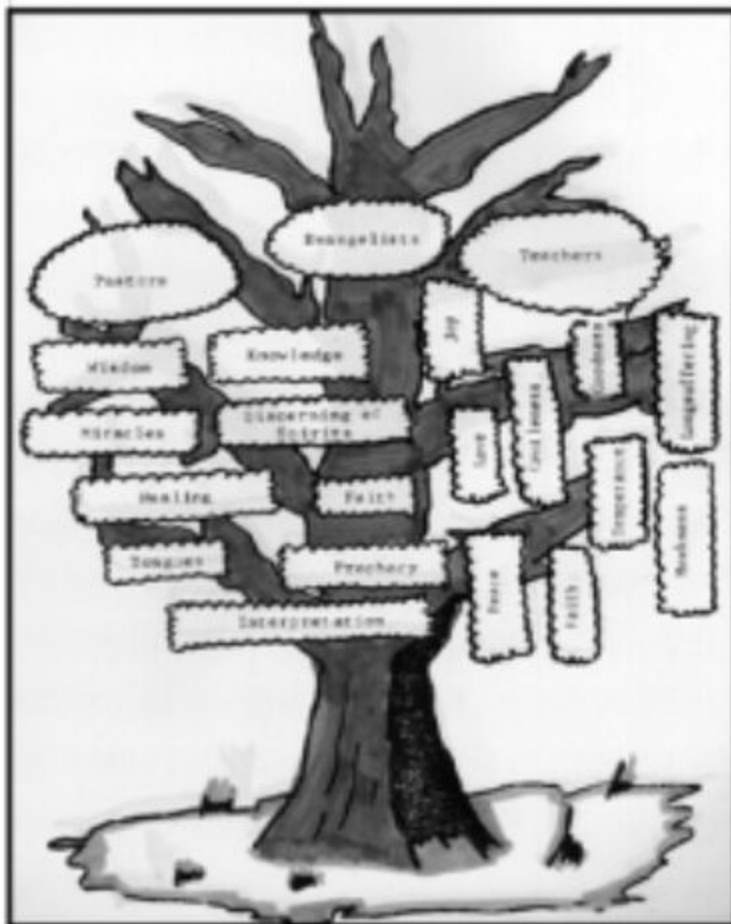 Evangelists
Pastors
Teachers
Joy
Goodness
Longsuffering
Wisdom
Knowledge
Miracles
Discerning of
Spirits
Love
Gentleness
Healing
Faith
Temperance
Meekness
Tongues
Prophecy
Peace
Faith
Interpretation